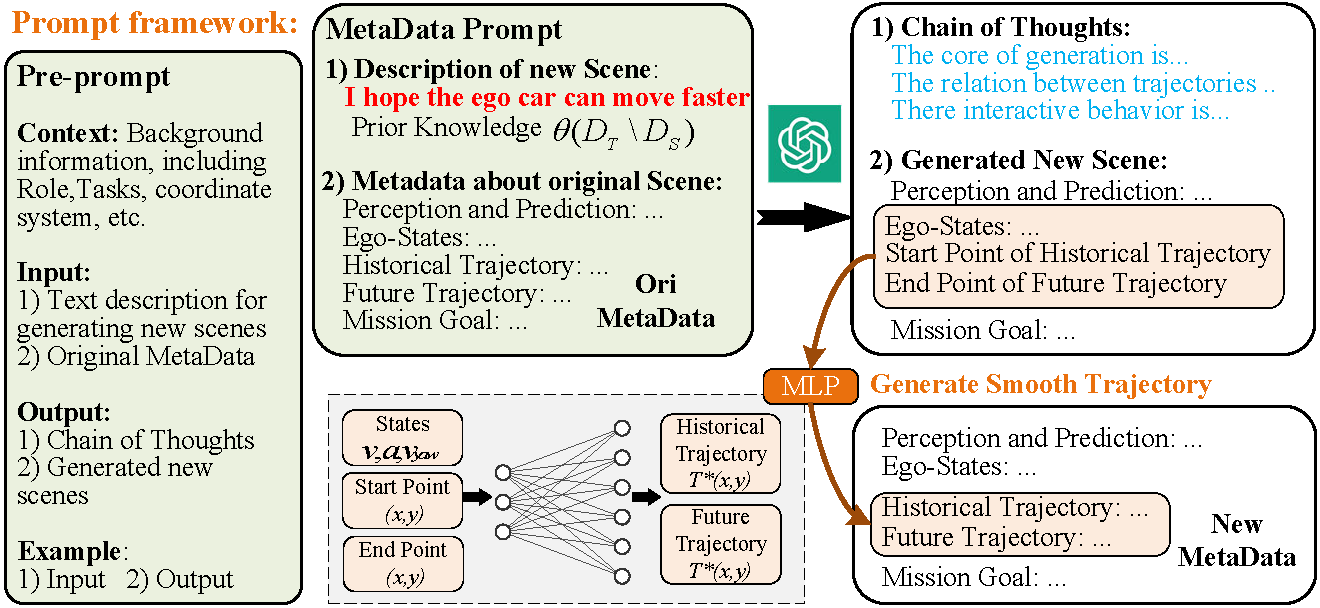 Prompt framework:
Pre-prompt
Context: Background
information, including
Role,Tasks, coordinate
system, etc.
Input:
1) Text description for
generating new scenes
2) Original MetaData
Output:
1) Chain of Thoughts
2) Generated new
scenes
Example:
1) Input 2) Output
MetaData Prompt
1) Description of new Scene:
I hope the ego car can move faster
Prior Knowledge θ(D_T \ D_S)
2) Metadata about original Scene:
Perception and Prediction: ...
Ego-States: ...
Historical Trajectory: ...
Future Trajectory: ...
Mission Goal: ...
Ori
MetaData
1) Chain of Thoughts:
The core of generation is...
The relation between trajectories ..
There interactive behavior is...
2) Generated New Scene:
Perception and Prediction: ...
Ego-States: ...
Start Point of Historical Trajectory
End Point of Future Trajectory
Mission Goal: ...
MLP
Generate Smooth Trajectory
States
v,a,vyaw
Start Point
(x,y)
End Point
(x,y)
Historical
Trajectory
T*(x,y)
Future
Trajectory
T*(x,y)
Perception and Prediction: ...
Ego-States: ...
Historical Trajectory: ...
Future Trajectory: ...
Mission Goal: ...
New
MetaData